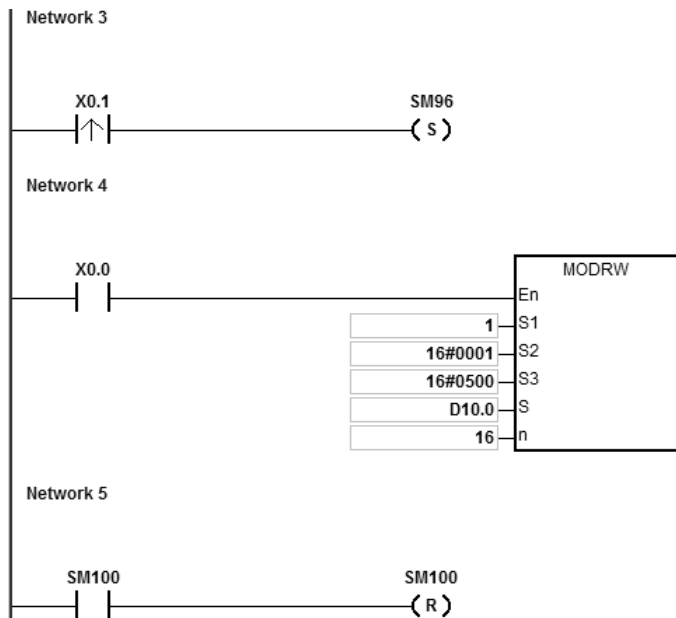 Network 3
X0.1 SM96
S
Network 4
X0.0 MODRW
En
1 S1
16#0001 S2
16#0500 S3
D10.0 S
16 n
Network 5
SM100 SM100
R